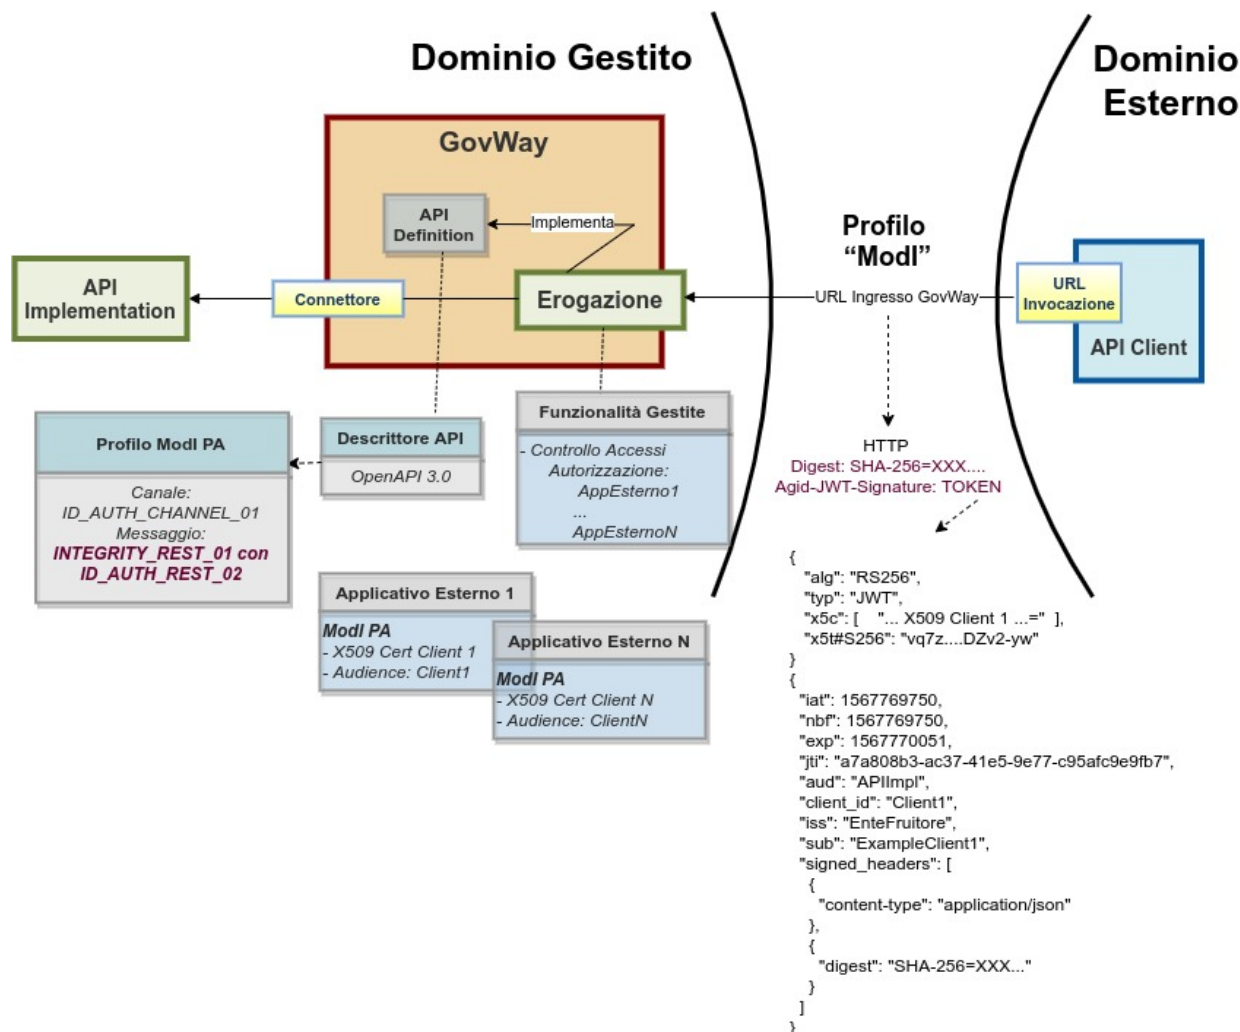 Dominio Gestito
Dominio
Esterno
GovWay
API
Definition
Implementa
Profilo
“ModI”
API
Implementation
Connettore
Erogazione
URL Ingresso GovWay
URL
Invocazione
API Client
Profilo ModI PA
Canale:
ID_AUTH_CHANNEL_01
Messaggio:
INTEGRITY_REST_01 con
ID_AUTH_REST_02
Descrittore API
OpenAPI 3.0
Funzionalità Gestite
- Controllo Accessi
Autorizzazione:
AppEsterno1
...
AppEsternoN
Applicativo Esterno 1
ModI PA
- X509 Cert Client 1
- Audience: Client1
Applicativo Esterno N
ModI PA
- X509 Cert Client N
- Audience: ClientN
HTTP
Digest: SHA-256=XXX....
Agid-JWT-Signature: TOKEN
{
"alg": "RS256",
"typ": "JWT",
"x5c": [ "... X509 Client 1 ...=" ],
"x5t#S256": "vq7z....DZv2-yw"
}
{
"iat": 1567769750,
"nbf": 1567769750,
"exp": 1567770051,
"jti": "a7a808b3-ac37-41e5-9e77-c95afc9e9fb7",
"aud": "APIImpl",
"client_id": "Client1",
"iss": "EnteFruitore",
"sub": "ExampleClient1",
"signed_headers": [
{
"content-type": "application/json"
},
{
"digest": "SHA-256=XXX..."
}
]
}